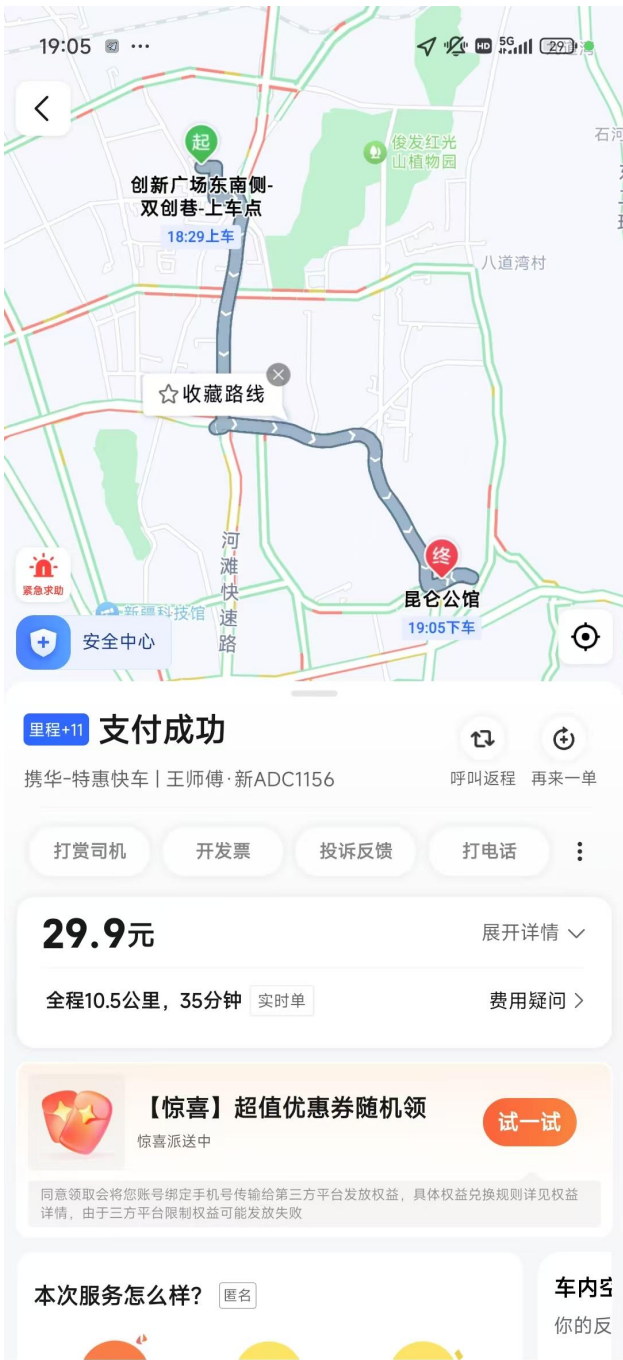 19:05 ··· HD 5G 29
俊发红光
山植物园
石河
起
创新广场东南侧-
双创巷-上车点
18:29上车
八道湾村
收藏路线
河滩快速路
终
昆仑公馆
19:05下车
紧急求助
新疆科技馆
安全中心
里程+11 支付成功
携华-特惠快车 | 王师傅·新ADC1156
呼叫返程 再来一单
打赏司机 开发票 投诉反馈 打电话
29.9元 展开详情
全程10.5公里，35分钟 实时单 费用疑问
【惊喜】超值优惠券随机领
惊喜派送中
试一试
同意领取会将您账号绑定手机号传输给第三方平台发放权益，具体权益兑换规则详见权益
详情，由于三方平台限制权益可能发放失败
本次服务怎么样？ 匿名
车内空
你的反